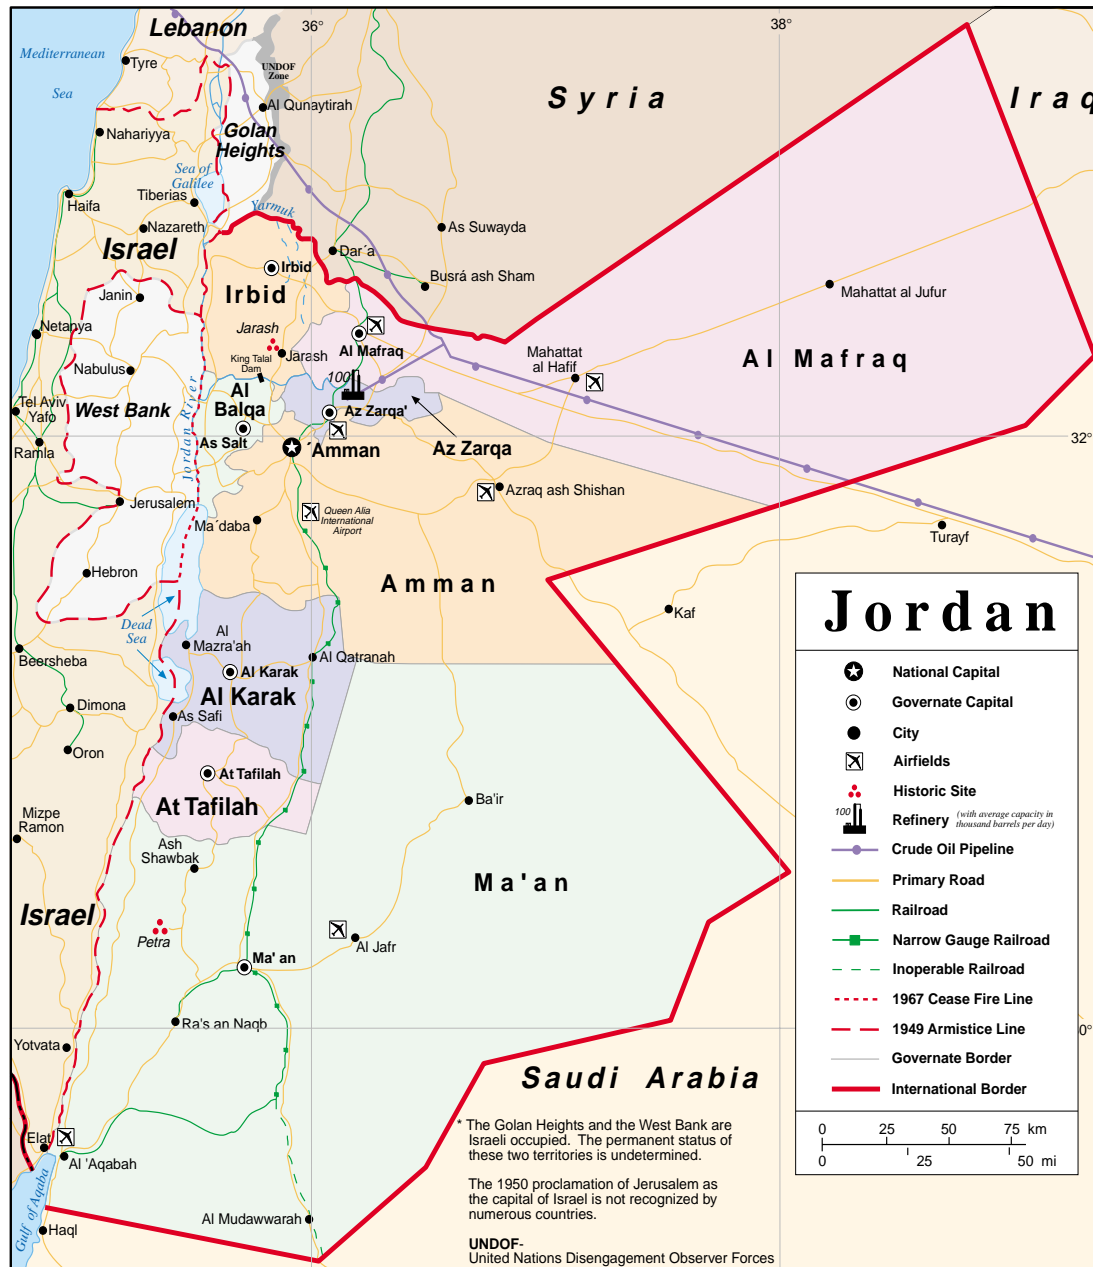 36°
38°
Lebanon
Mediterranean
Sea
Tyre
UNDOF
Zone
Syria
Iraq
Al Qunaytirah
Nahariyya
Golan
Heights
Sea of
Galilee
Tiberias
Haifa
Yarmuk
Nazareth
As Suwayda
Israel
Dar´a
Irbid
Busrá ash Sham
Irbid
Janin
Mahattat al Jufur
Netanya
Jarash
Jarash
Al Mafraq
Mahattat
al Hafif
Al Mafraq
King Talal
Dam
Nabulus
100
Al
Balqa
West Bank
Tel Aviv
Yafo
Az Zarqa'
As Salt
Az Zarqa
´Amman
Ramla
32°
Jordan River
Jerusalem
Azraq ash Shishan
Queen Alia
International
Airport
Ma´daba
Turayf
Hebron
Amman
Kaf
Dead
Sea
Al
Mazra'ah
Beersheba
Al Qatranah
Al Karak
Al Karak
Dimona
As Safi
Oron
At Tafilah
At Tafilah
Ba'ir
Mizpe
Ramon
Ash
Shawbak
Ma'an
Israel
Petra
Al Jafr
Ma' an
Ra's an Naqb
0°
Yotvata
Saudi Arabia
Elat
Al 'Aqabah
Gulf of Aqaba
Haql
Al Mudawwarah
* The Golan Heights and the West Bank are
Israeli occupied. The permanent status of
these two territories is undetermined.
The 1950 proclamation of Jerusalem as
the capital of Israel is not recognized by
numerous countries.
UNDOF-
United Nations Disengagement Observer Forces
Jordan
National Capital
Governate Capital
City
Airfields
Historic Site
100
Refinery (with average capacity in
thousand barrels per day)
Crude Oil Pipeline
Primary Road
Railroad
Narrow Gauge Railroad
Inoperable Railroad
1967 Cease Fire Line
1949 Armistice Line
Governate Border
International Border
0 25 50 75 km
0 25 50 mi